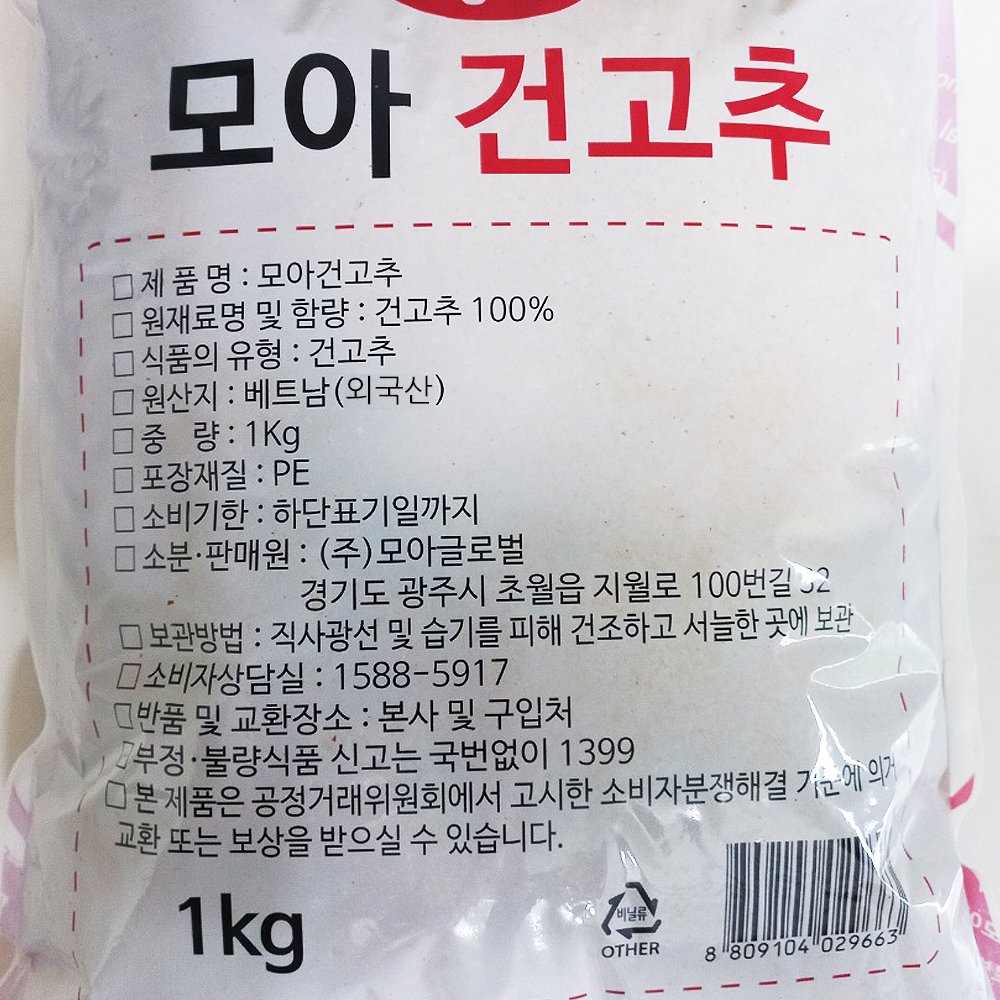 모아 건고추
□ 제 품 명 : 모아건고추
□ 원재료명 및 함량 : 건고추 100%
□ 식품의 유형 : 건고추
□ 원산지 : 베트남(외국산)
□ 중 량 : 1Kg
□ 포장재질 : PE
□ 소비기한 : 하단표기일까지
□ 소분·판매원 : (주)모아글로벌
경기도 광주시 초월읍 지월로 100번길
□ 보관방법 : 직사광선 및 습기를 피해 건조하고 서늘한 곳에 보관
□ 소비자상담실 : 1588-5917
□ 반품 및 교환장소 : 본사 및 구입처
□ 부정·불량식품 신고는 국번없이 1399
□ 본 제품은 공정거래위원회에서 고시한 소비자분쟁해결 기준에 의거
교환 또는 보상을 받으실 수 있습니다.
1kg
비닐류
OTHER
8 809104 029663